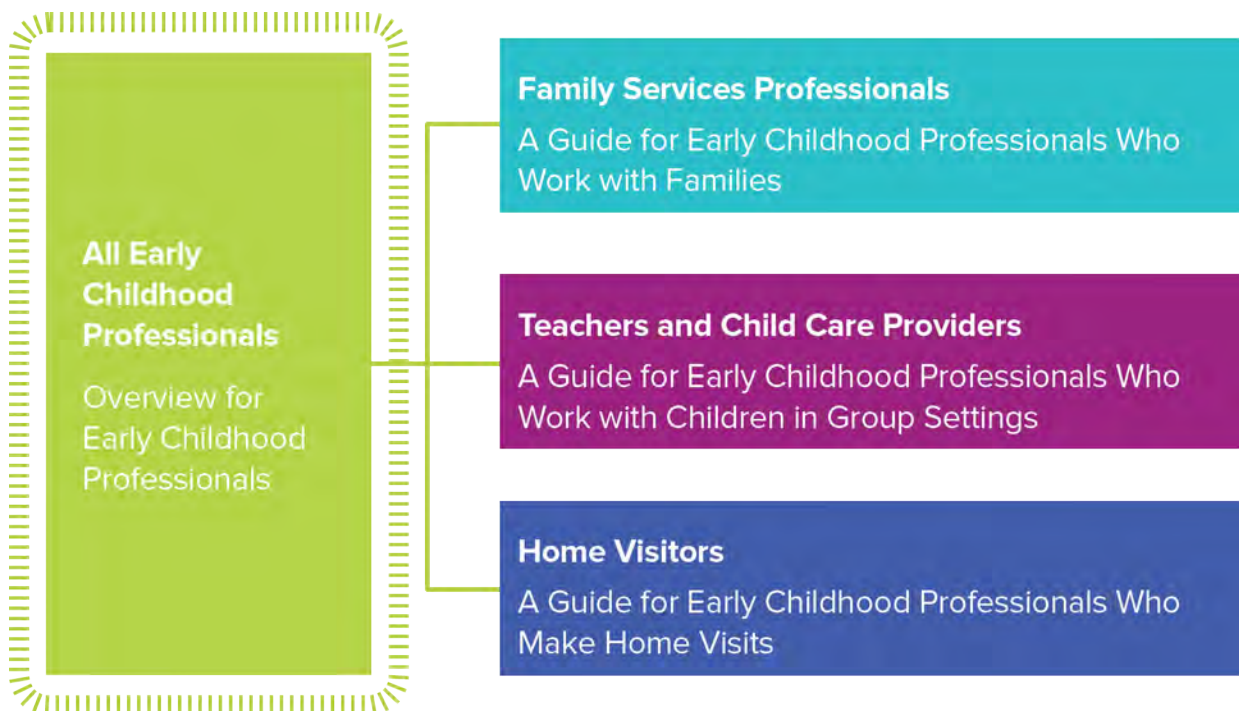 All Early
Childhood
Professionals
Overview for
Early Childhood
Professionals
Family Services Professionals
A Guide for Early Childhood Professionals Who
Work with Families
Teachers and Child Care Providers
A Guide for Early Childhood Professionals Who
Work with Children in Group Settings
Home Visitors
A Guide for Early Childhood Professionals Who
Make Home Visits